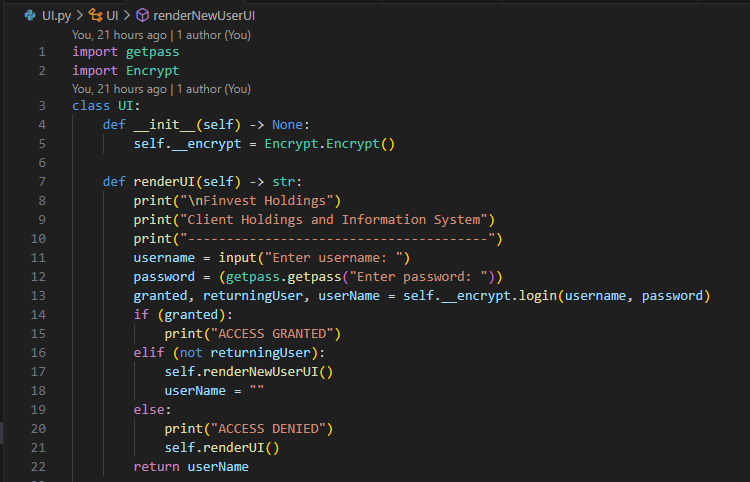 UI.py > UI > renderNewUserUI
You, 21 hours ago | 1 author (You)
1 import getpass
2 import Encrypt
You, 21 hours ago | 1 author (You)
3 class UI:
4     def __init__(self) -> None:
5         self.__encrypt = Encrypt.Encrypt()
6
7     def renderUI(self) -> str:
8         print("\nFinvest Holdings")
9         print("Client Holdings and Information System")
10         print("---------------------------------------")
11         username = input("Enter username: ")
12         password = (getpass.getpass("Enter password: "))
13         granted, returningUser, userName = self.__encrypt.login(username, password)
14         if (granted):
15             print("ACCESS GRANTED")
16         elif (not returningUser):
17             self.renderNewUserUI()
18             userName = ""
19         else:
20             print("ACCESS DENIED")
21             self.renderUI()
22         return userName